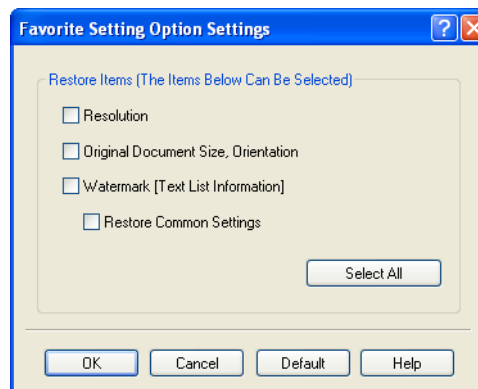 Favorite Setting Option Settings
Restore Items (The Items Below Can Be Selected)
Resolution
Original Document Size, Orientation
Watermark [Text List Information]
Restore Common Settings
Select All
OK Cancel Default Help